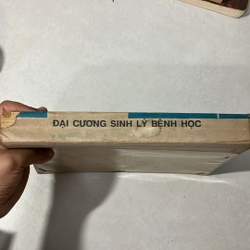 ĐẠI CƯƠNG SINH LÝ BỆNH HỌC